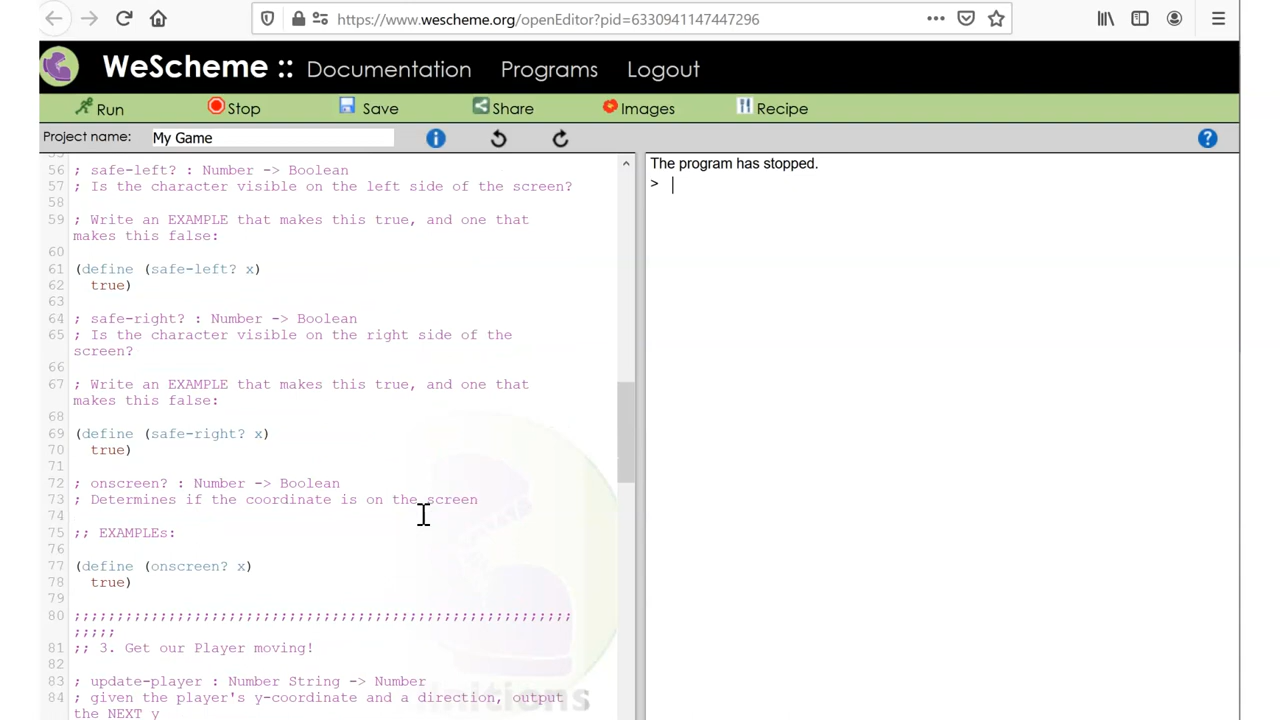 https://www.wescheme.org/openEditor?pid=6330941147447296
WeScheme :: Documentation Programs Logout
Run Stop Save Share Images Recipe
Project name: My Game
55
56 ; safe-left? : Number -> Boolean
57 ; Is the character visible on the left side of the screen?
58
59 ; Write an EXAMPLE that makes this true, and one that
makes this false:
60
61 (define (safe-left? x)
62 true)
63
64 ; safe-right? : Number -> Boolean
65 ; Is the character visible on the right side of the
screen?
66
67 ; Write an EXAMPLE that makes this true, and one that
makes this false:
68
69 (define (safe-right? x)
70 true)
71
72 ; onscreen? : Number -> Boolean
73 ; Determines if the coordinate is on the screen
74
75 ;; EXAMPLEs:
76
77 (define (onscreen? x)
78 true)
79
80 ;;;;;;;;;;;;;;;;;;;;;;;;;;;;;;;;;;;;;;;;;;;;;;;;;;;;;;;;;;
;;;;;
81 ;; 3. Get our Player moving!
82
83 ; update-player : Number String -> Number
84 ; given the player's y-coordinate and a direction, output
the NEXT y
The program has stopped.
>